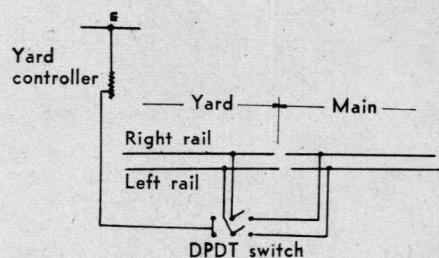 Yard
controller
Yard
Main
Right rail
Left rail
DPDT switch